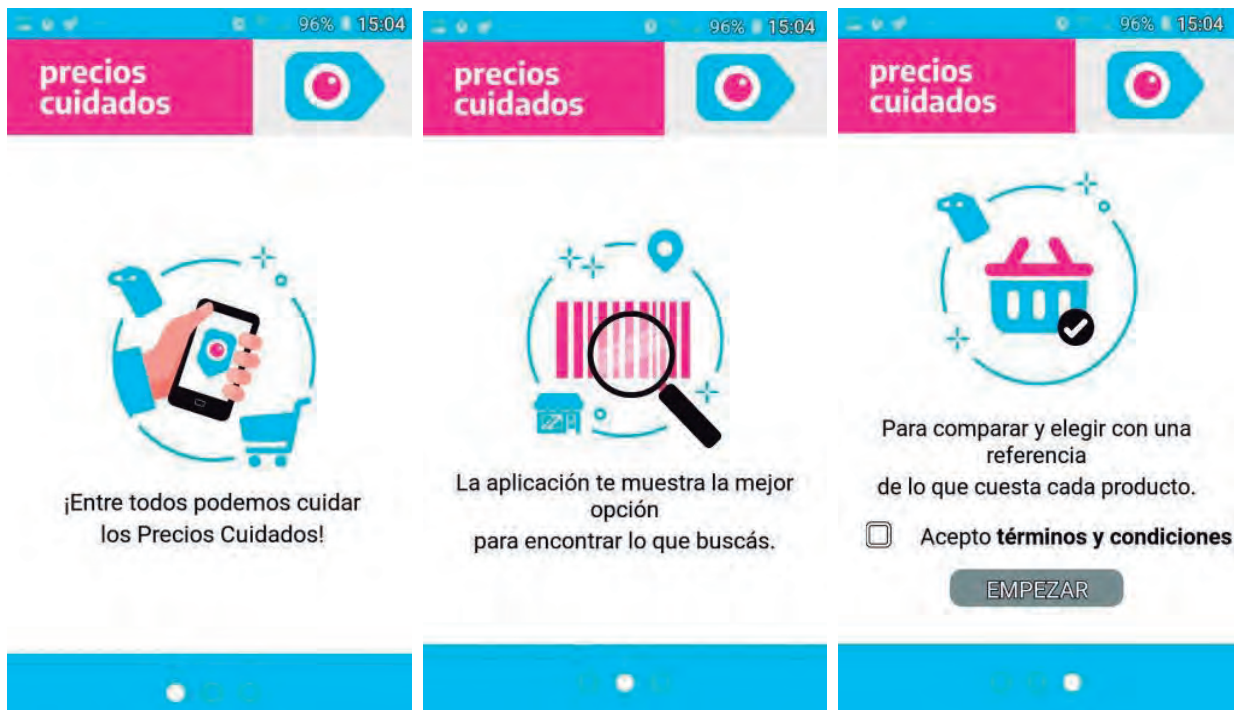 96% 15:04
precios
cuidados
¡Entre todos podemos cuidar
los Precios Cuidados!
96% 15:04
precios
cuidados
La aplicación te muestra la mejor
opción
para encontrar lo que buscás.
96% 15:04
precios
cuidados
Para comparar y elegir con una
referencia
de lo que cuesta cada producto.
Acepto términos y condiciones
EMPEZAR